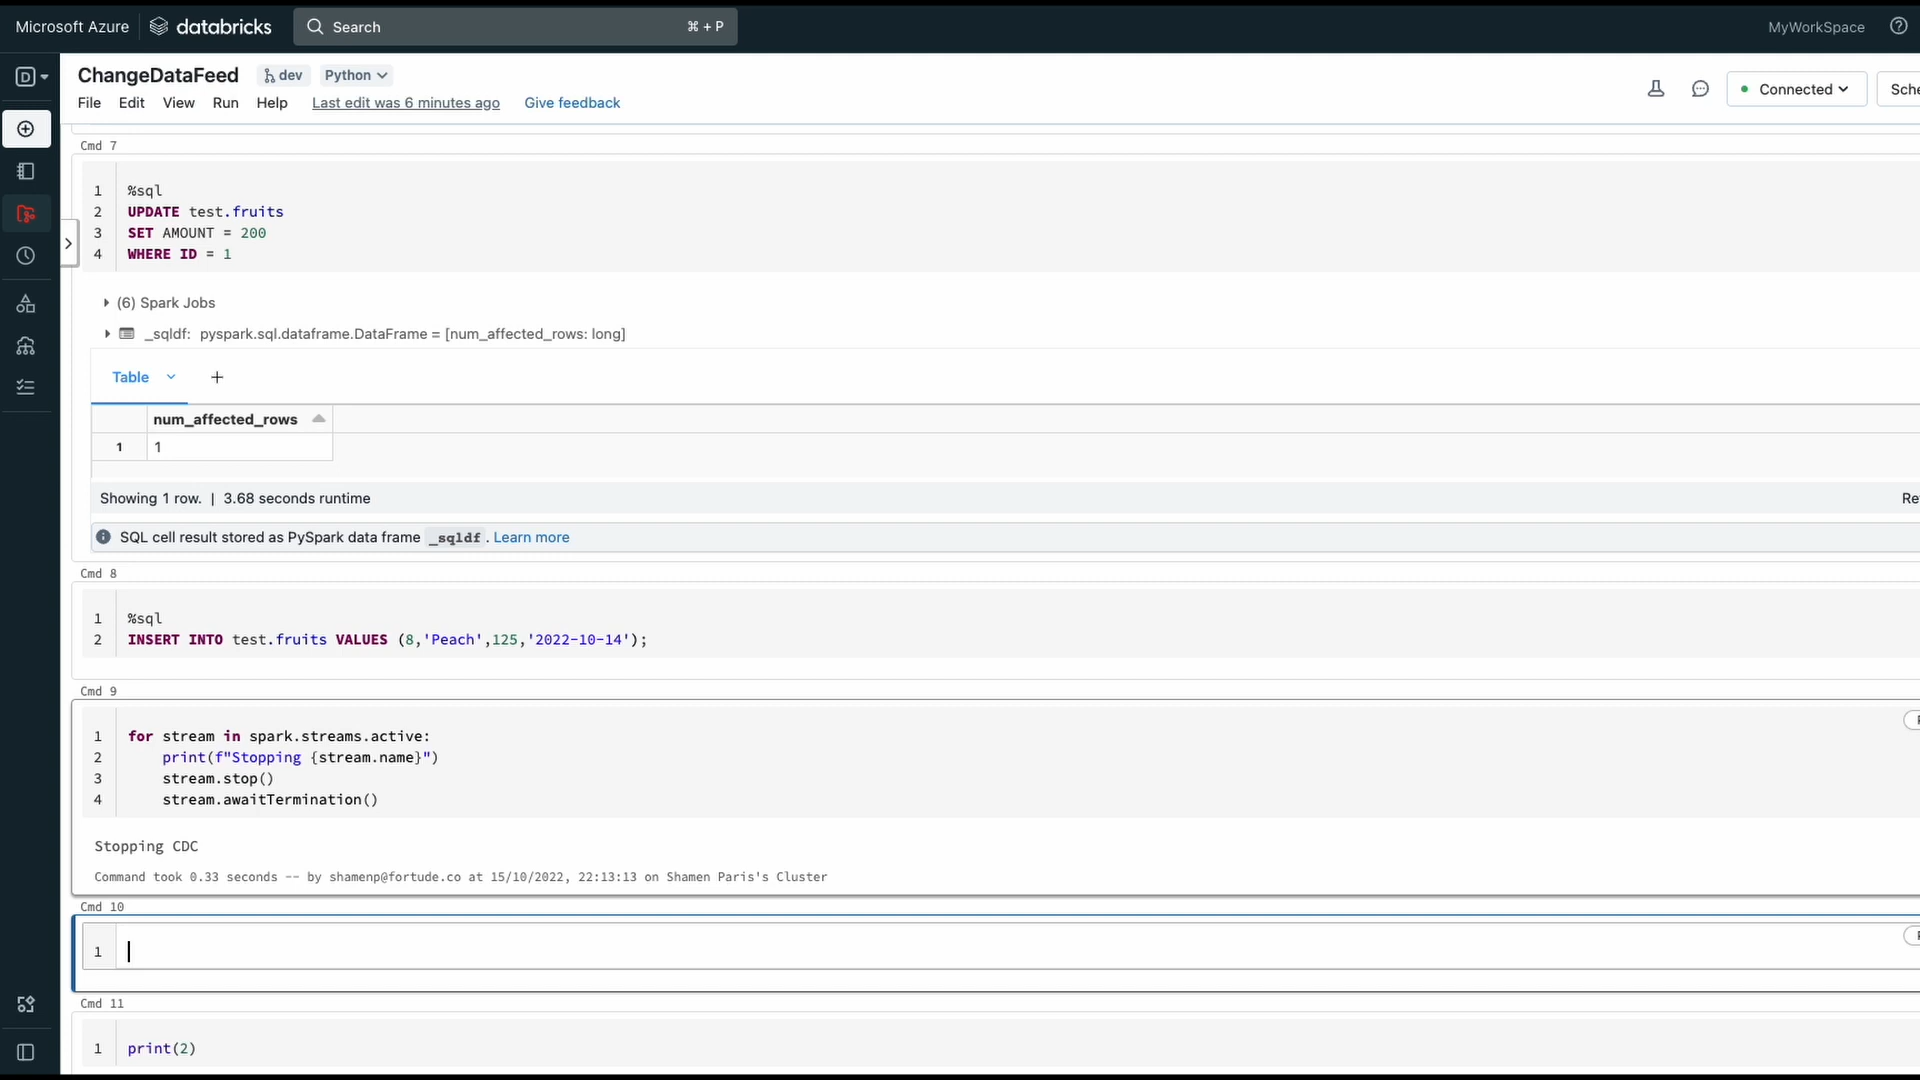 Microsoft Azure databricks Search ⌘ + P MyWorkSpace
ChangeDataFeed dev Python
File Edit View Run Help Last edit was 6 minutes ago Give feedback Connected Sche
Cmd 7
1 %sql
2 UPDATE test.fruits
3 SET AMOUNT = 200
4 WHERE ID = 1
(6) Spark Jobs
_sqldf: pyspark.sql.dataframe.DataFrame = [num_affected_rows: long]
Table +
num_affected_rows
1 1
Showing 1 row. | 3.68 seconds runtime Re
SQL cell result stored as PySpark data frame _sqldf. Learn more
Cmd 8
1 %sql
2 INSERT INTO test.fruits VALUES (8,'Peach',125,'2022-10-14');
Cmd 9
1 for stream in spark.streams.active:
2 print(f"Stopping {stream.name}")
3 stream.stop()
4 stream.awaitTermination()
Stopping CDC
Command took 0.33 seconds -- by shamenp@fortude.co at 15/10/2022, 22:13:13 on Shamen Paris's Cluster
Cmd 10
1
Cmd 11
1 print(2)